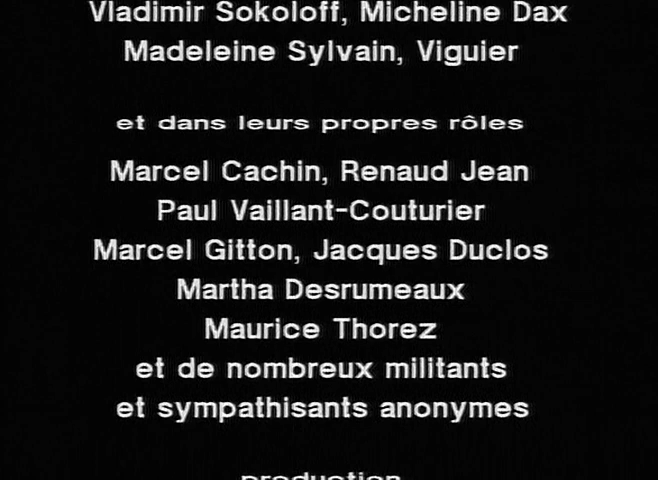 Vladimir Sokoloff, Micheline Dax
Madeleine Sylvain, Viguier
et dans leurs propres rôles
Marcel Cachin, Renaud Jean
Paul Vaillant-Couturier
Marcel Gitton, Jacques Duclos
Martha Desrumeaux
Maurice Thorez
et de nombreux militants
et sympathisants anonymes
production